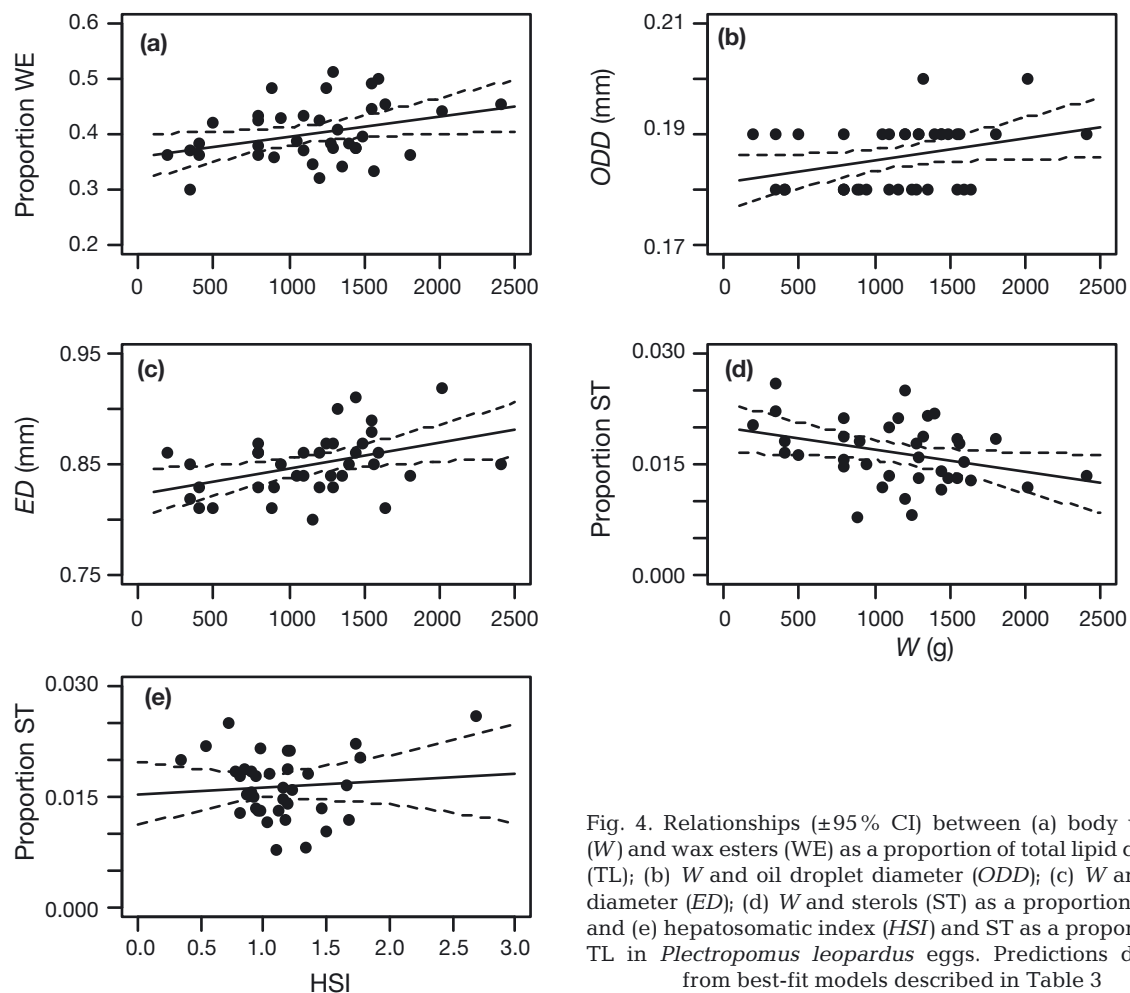 (a)
Proportion WE
0.6
0.5
0.4
0.3
0.2
0 500 1000 1500 2000 2500
(b)
ODD (mm)
0.21
0.19
0.17
0 500 1000 1500 2000 2500
(c)
ED (mm)
0.95
0.85
0.75
0 500 1000 1500 2000 2500
(d)
Proportion ST
0.030
0.015
0.000
0 500 1000 1500 2000 2500
W (g)
(e)
Proportion ST
0.030
0.015
0.000
0.0 0.5 1.0 1.5 2.0 2.5 3.0
HSI
Fig. 4. Relationships (±95% CI) between (a) body
(W) and wax esters (WE) as a proportion of total lipid
(TL); (b) W and oil droplet diameter (ODD); (c) W
diameter (ED); (d) W and sterols (ST) as a proportion
and (e) hepatosomatic index (HSI) and ST as a
TL in Plectropomus leopardus eggs. Predictions
from best-fit models described in Table 3